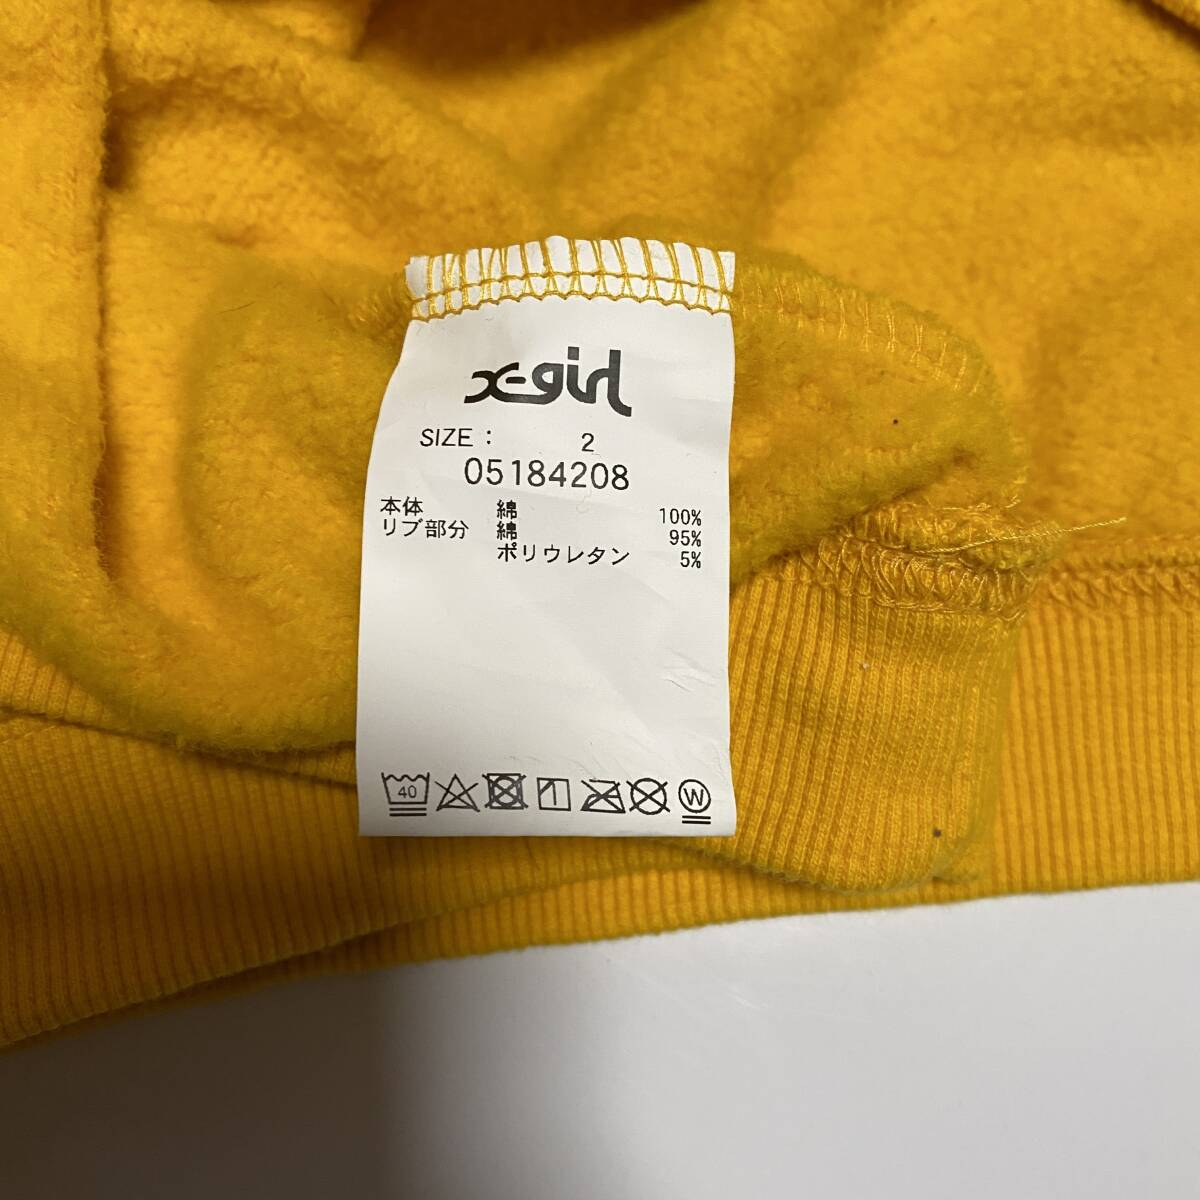 x-girl
SIZE : 2
05184208
本体 綿 100%
リブ部分 綿 95%
ポリウレタン 5%
40 W